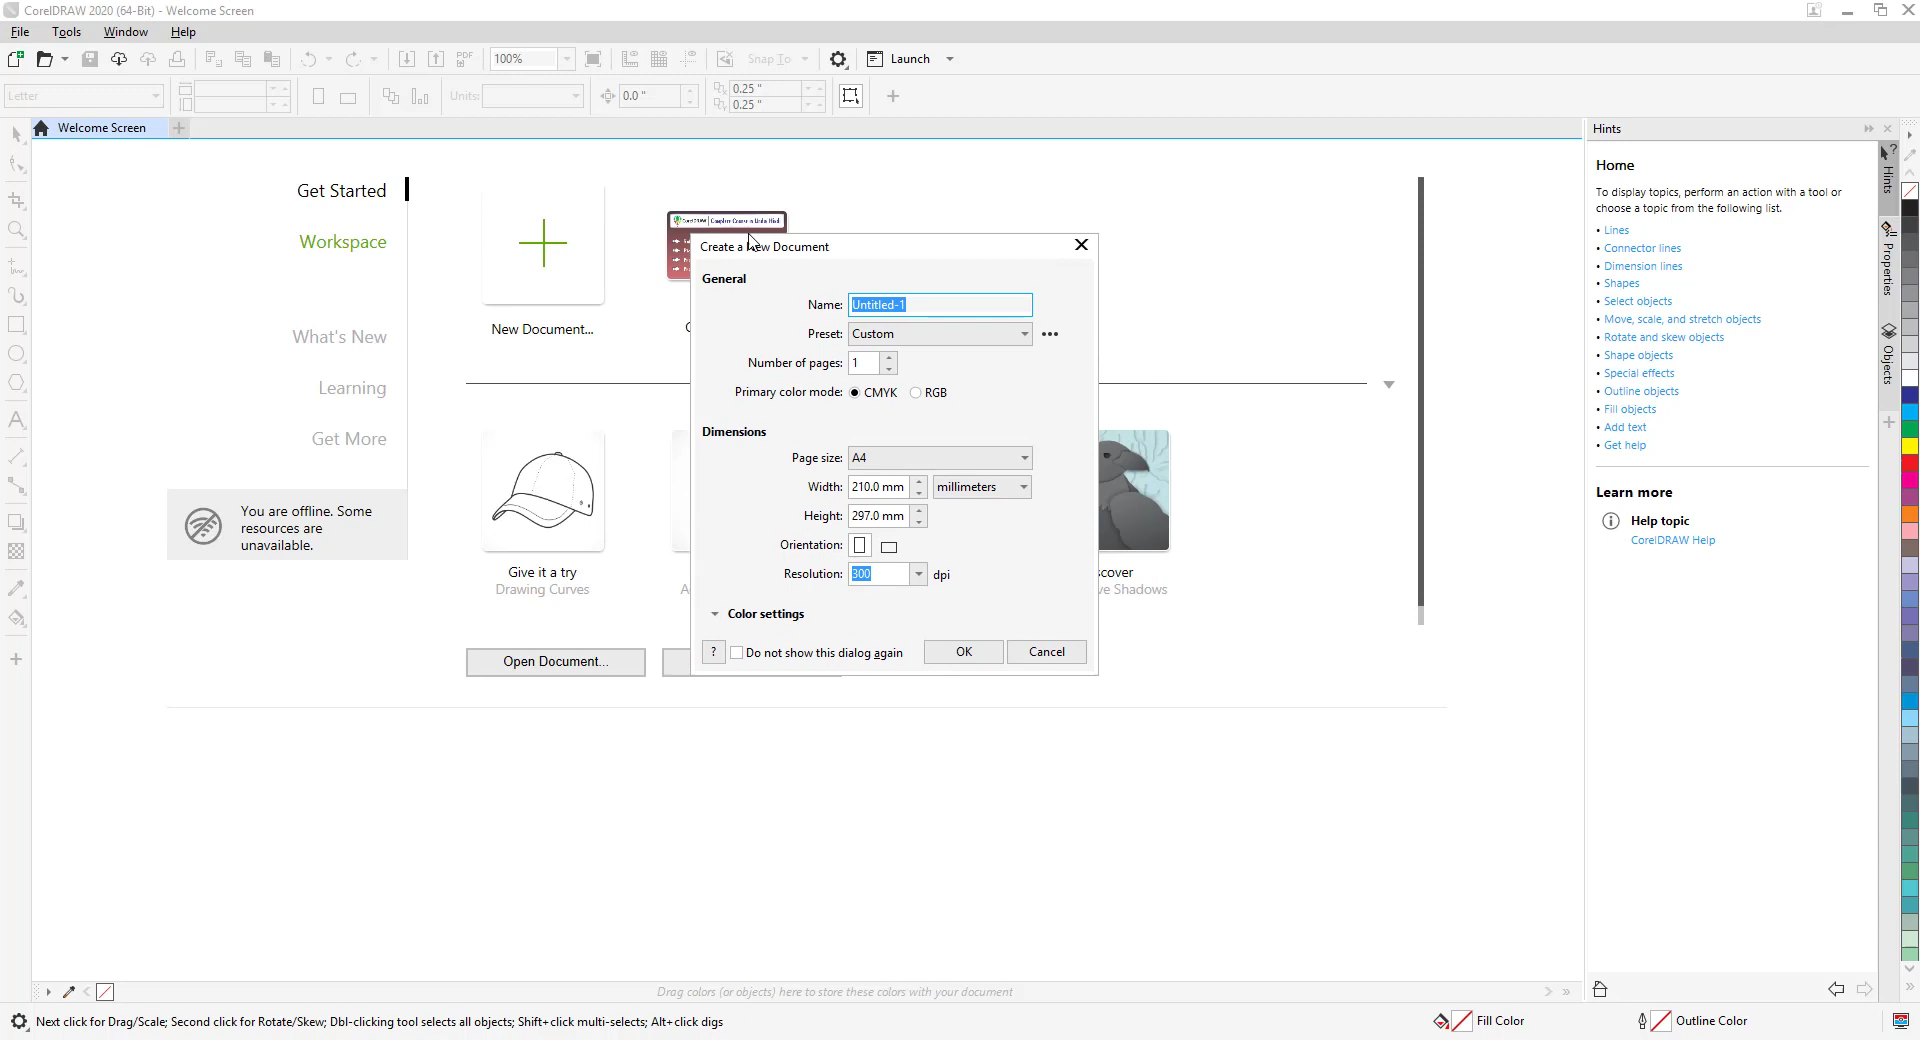 CorelDRAW 2020 (64-Bit) - Welcome Screen
File Tools Window Help
PDF 100% Snap To Launch
Letter Units: 0.0 " 0.25 "
0.25 "
Welcome Screen
Get Started
Workspace
What's New
Learning
Get More
You are offline. Some
resources are
unavailable.
New Document...
CorelDRAW
Give it a try
Drawing Curves
Open Document...
Create a New Document
General
Name: Untitled-1
Preset: Custom
Number of pages: 1
Primary color mode: CMYK RGB
Dimensions
Page size: A4
Width: 210.0 mm millimeters
Height: 297.0 mm
Orientation:
Resolution: 300 dpi
Color settings
? Do not show this dialog again OK Cancel
scover
ve Shadows
Hints
Home
To display topics, perform an action with a tool or
choose a topic from the following list.
• Lines
• Connector lines
• Dimension lines
• Shapes
• Select objects
• Move, scale, and stretch objects
• Rotate and skew objects
• Shape objects
• Special effects
• Outline objects
• Fill objects
• Add text
• Get help
Learn more
Help topic
CorelDRAW Help
Hints
Properties
Objects
Drag colors (or objects) here to store these colors with your document
Next click for Drag/Scale; Second click for Rotate/Skew; Dbl-clicking tool selects all objects; Shift+click multi-selects; Alt+click digs
Fill Color
Outline Color